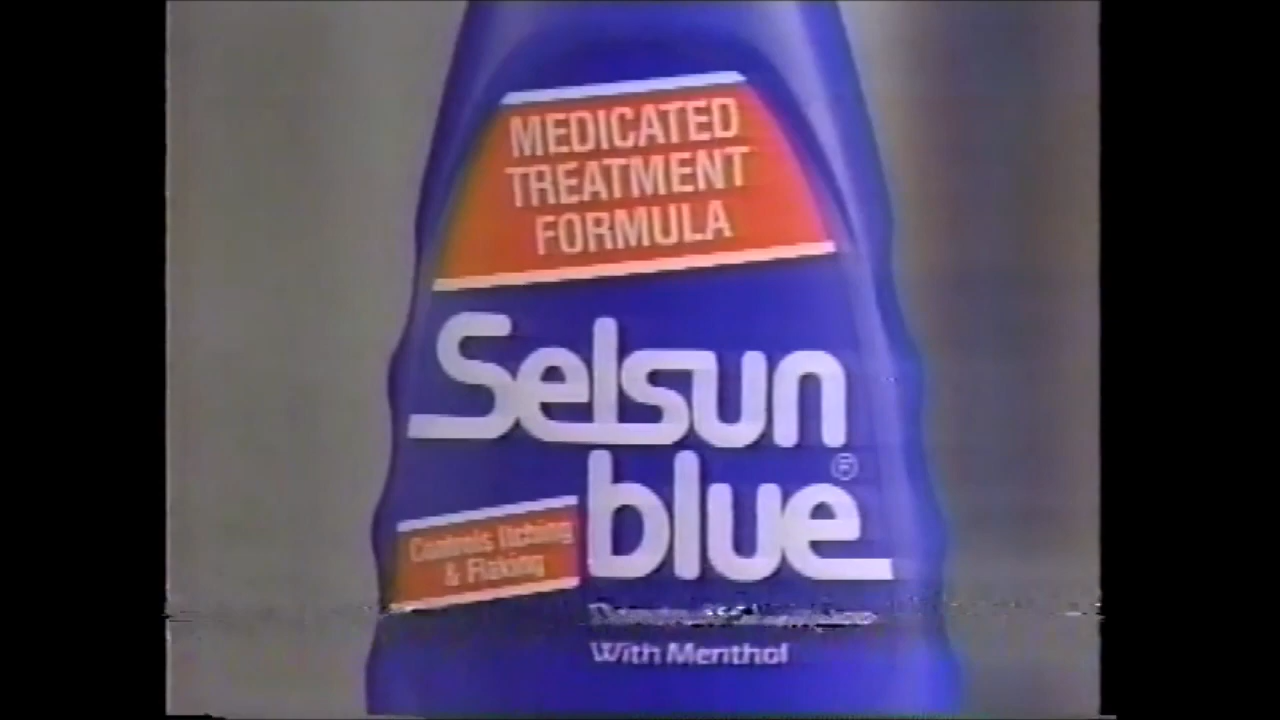 MEDICATED
TREATMENT
FORMULA
Selsun
blue®
Controls Itching
& Flaking
With Menthol